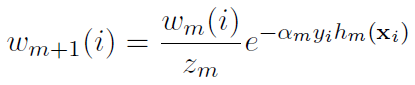 w_{m+1}(i) = \frac{w_m(i)}{z_m} e^{-\alpha_m y_i h_m(\mathbf{x}_i)}